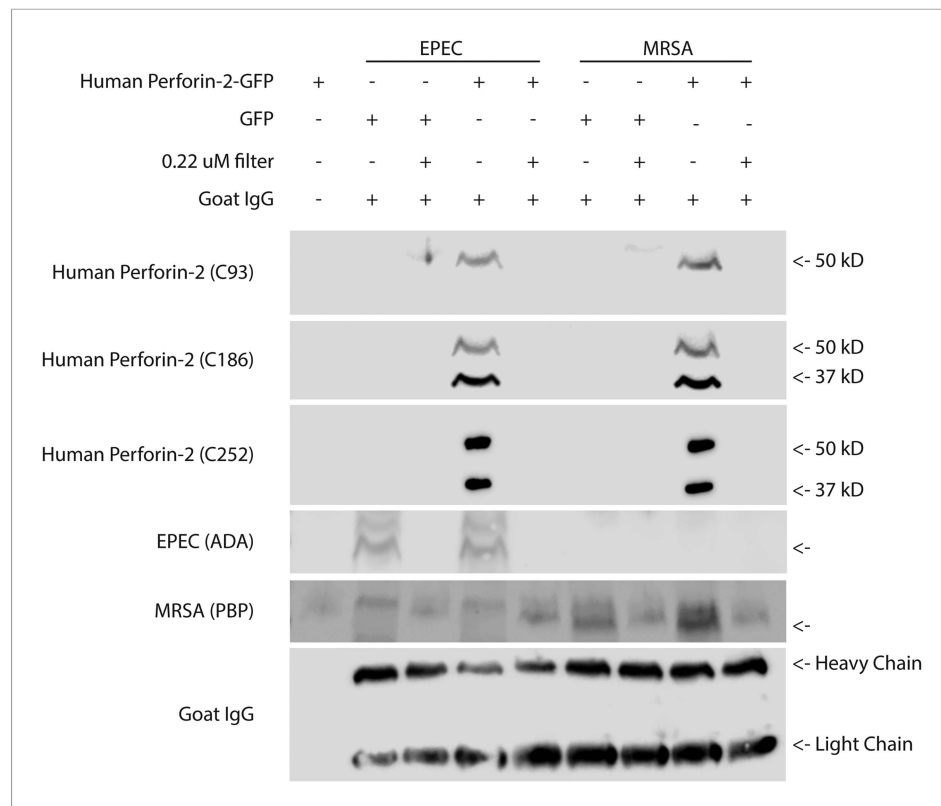 EPEC MRSA
Human Perforin-2-GFP + - - + + - - + +
GFP - + + - - + + - -
0.22 uM filter - - + - + - + - +
Goat IgG - + + + + + + + +
Human Perforin-2 (C93) <- 50 kD
Human Perforin-2 (C186) <- 50 kD
<- 37 kD
Human Perforin-2 (C252) <- 50 kD
<- 37 kD
EPEC (ADA) <-
MRSA (PBP) <-
<- Heavy Chain
Goat IgG
<- Light Chain